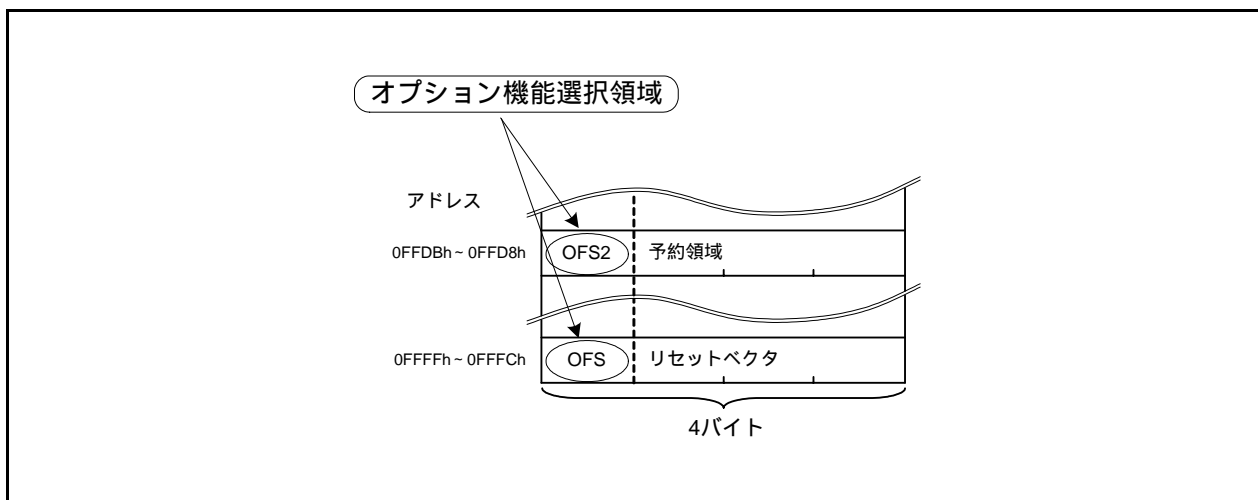 オプション機能選択領域
アドレス
0FFDBh~0FFD8h OFS2 予約領域
0FFFFh~0FFFCh OFS リセットベクタ
4バイト